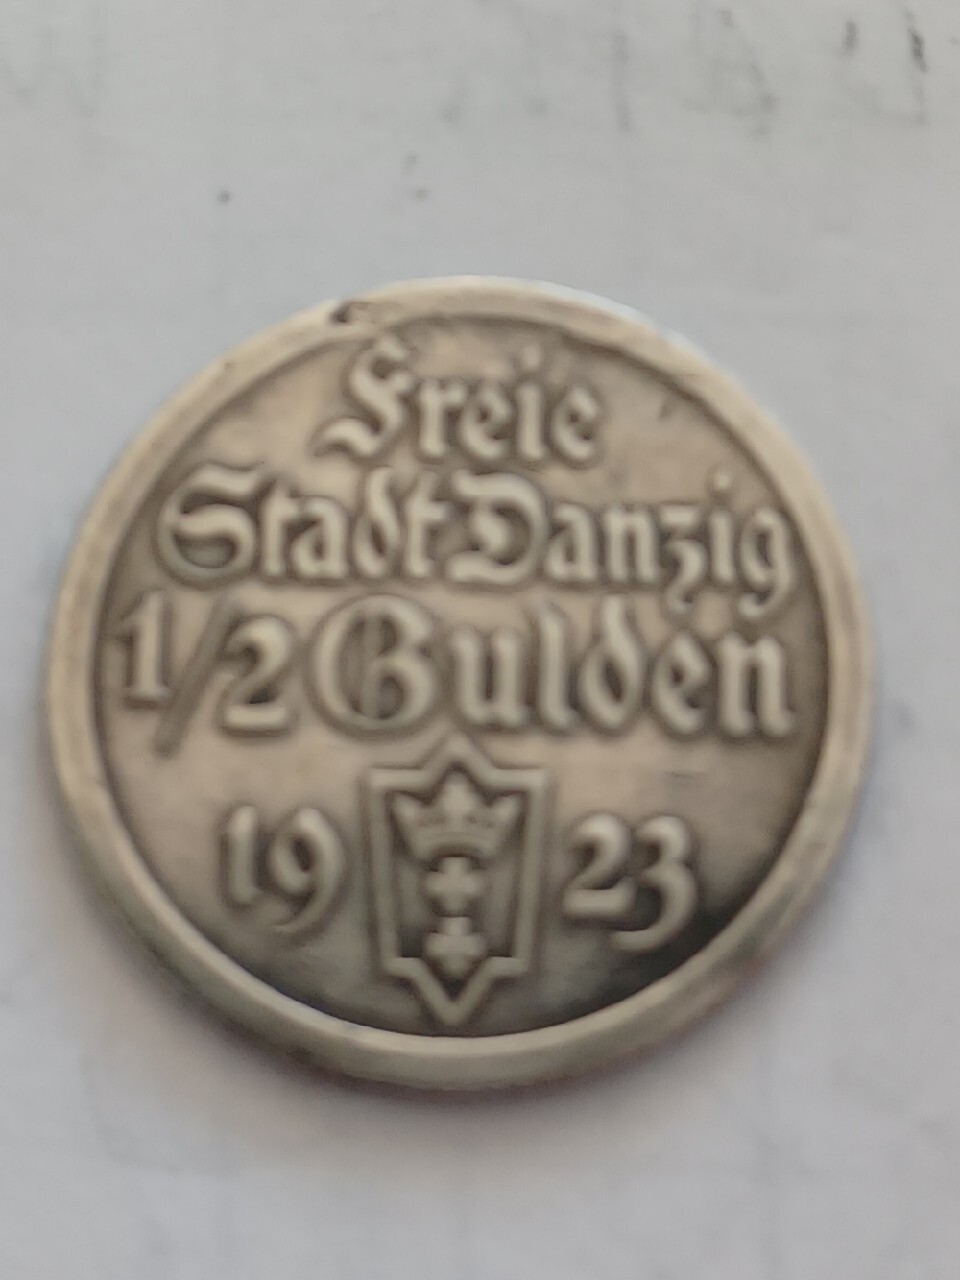 Freie
Stadt Danzig
1/2 Gulden
19 23